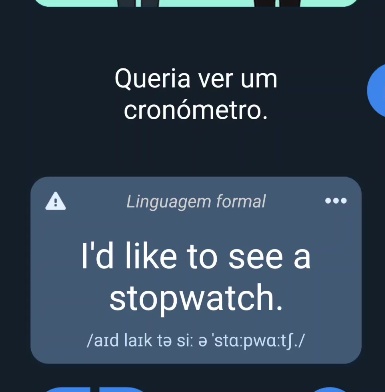 Queria ver um
cronómetro.
Linguagem formal
I'd like to see a
stopwatch.
/aɪd laɪk tə siː ə ˈstɑːpwɑːtʃ./